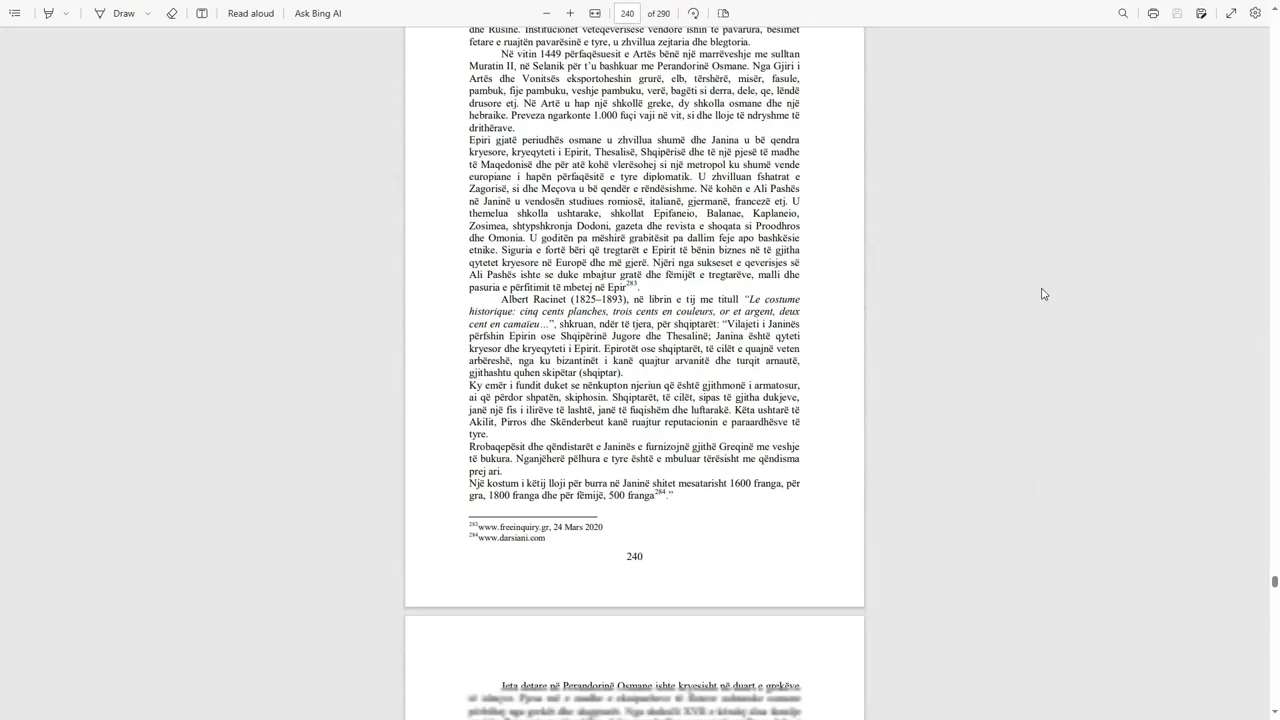 Draw
Read aloud
Ask Bing AI
240 of 290
dhe Rusinë. Institucionet vetëqeverisëse vendore ishin të pavarura, besimet
fetare e ruajtën pavarësinë e tyre, u zhvillua zejtaria dhe blegtoria.
Në vitin 1449 përfaqësuesit e Artës bënë një marrëveshje me sulltan
Muratin II, në Selanik për t'u bashkuar me Perandorinë Osmane. Nga Gjiri i
Artës dhe Vonitsës eksportoheshin grurë, elb, tërshërë, misër, fasule,
pambuk, fije pambuku, veshje pambuku, verë, bagëti si derra, dele, qe, lëndë
drusore etj. Në Artë u hap një shkollë greke, dy shkolla osmane dhe një
hebraike. Preveza ngarkonte 1.000 fuçi vaji në vit, si dhe lloje të ndryshme të
drithërave.
Epiri gjatë periudhës osmane u zhvillua shumë dhe Janina u bë qendra
kryesore, kryeqyteti i Epirit, Thesalisë, Shqipërisë dhe të një pjesë të madhe
të Maqedonisë dhe për atë kohë vlerësohej si një metropol ku shumë vende
europiane i hapën përfaqësitë e tyre diplomatik. U zhvilluan fshatrat e
Zagorisë, si dhe Meçova u bë qendër e rëndësishme. Në kohën e Ali Pashës
në Janinë u vendosën studiues romiosë, italianë, gjermanë, francezë etj. U
themelua shkolla ushtarake, shkollat Epifaneio, Balanae, Kaplaneio,
Zosimea, shtypshkronja Dodoni, gazeta dhe revista e shoqata si Proodhros
dhe Omonia. U goditën pa mëshirë grabitësit pa dallim feje apo bashkësie
etnike. Siguria e fortë bëri që tregtarët e Epirit të bënin biznes në të gjitha
qytetet kryesore në Europë dhe më gjerë. Njëri nga sukseset e qeverisjes së
Ali Pashës ishte se duke mbajtur gratë dhe fëmijët e tregtarëve, malli dhe
pasuria e përfitimit të mbetej në Epir283.
Albert Racinet (1825–1893), në librin e tij me titull "Le costume
historique: cinq cents planches, trois cents en couleurs, or et argent, deux
cent en camaïeu…", shkruan, ndër të tjera, për shqiptarët: "Vilajeti i Janinës
përfshin Epirin ose Shqipërinë Jugore dhe Thesalinë; Janina është qyteti
kryesor dhe kryeqyteti i Epirit. Epirotët ose shqiptarët, të cilët e quajnë veten
arbëreshë, nga ku bizantinët i kanë quajtur arvanitë dhe turqit arnautë,
gjithashtu quhen skipëtar (shqiptar).
Ky emër i fundit duket se nënkupton njeriun që është gjithmonë i armatosur,
ai që përdor shpatën, skiphosin. Shqiptarët, të cilët, sipas të gjitha dukjeve,
janë një fis i ilirëve të lashtë, janë të fuqishëm dhe luftarakë. Këta ushtarë të
Akilit, Pirros dhe Skënderbeut kanë ruajtur reputacionin e paraardhësve të
tyre.
Rrobaqepësit dhe qëndistarët e Janinës e furnizojnë gjithë Greqinë me veshje
të bukura. Nganjëherë pëlhura e tyre është e mbuluar tërësisht me qëndisma
prej ari.
Një kostum i këtij lloji për burra në Janinë shitet mesatarisht 1600 franga, për
gra, 1800 franga dhe për fëmijë, 500 franga284."
283www.freeinquiry.gr, 24 Mars 2020
284www.darsiani.com
240
Jeta detare në Perandorinë Osmane ishte kryesisht në duart e grekëve